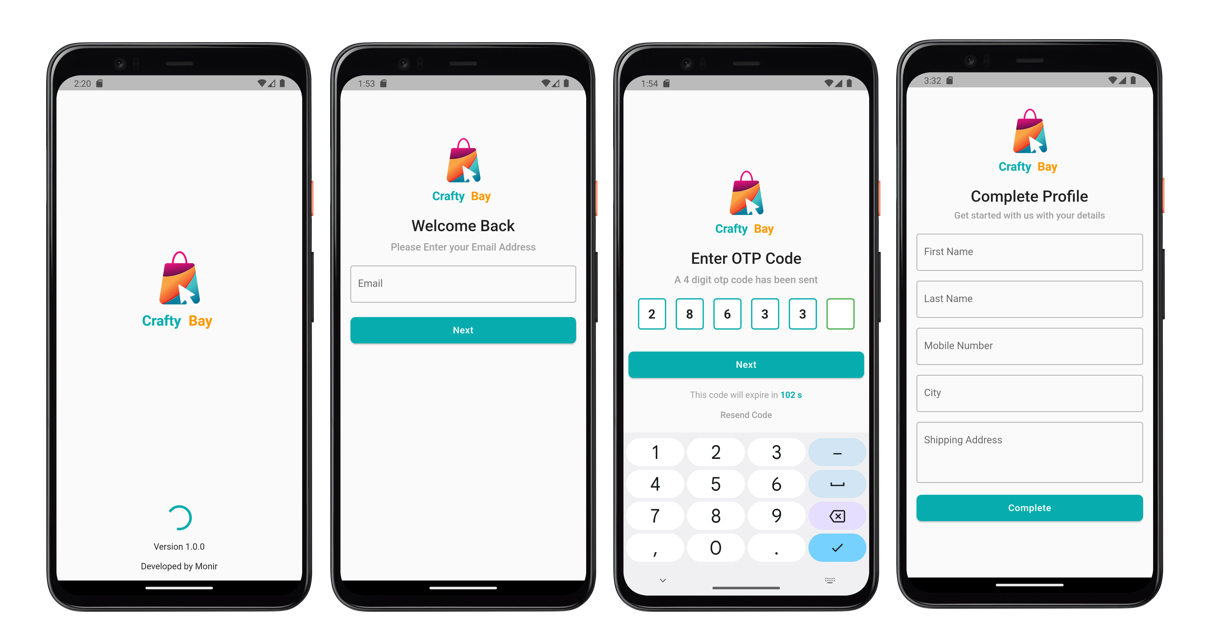 2:20
Crafty Bay
Version 1.0.0
Developed by Monir
1:53
Crafty Bay
Welcome Back
Please Enter your Email Address
Email
Next
1:54
Crafty Bay
Enter OTP Code
A 4 digit otp code has been sent
2 8 6 3 3
Next
This code will expire in 102 s
Resend Code
1 2 3 –
4 5 6
7 8 9
, 0 .
3:32
Crafty Bay
Complete Profile
Get started with us with your details
First Name
Last Name
Mobile Number
City
Shipping Address
Complete